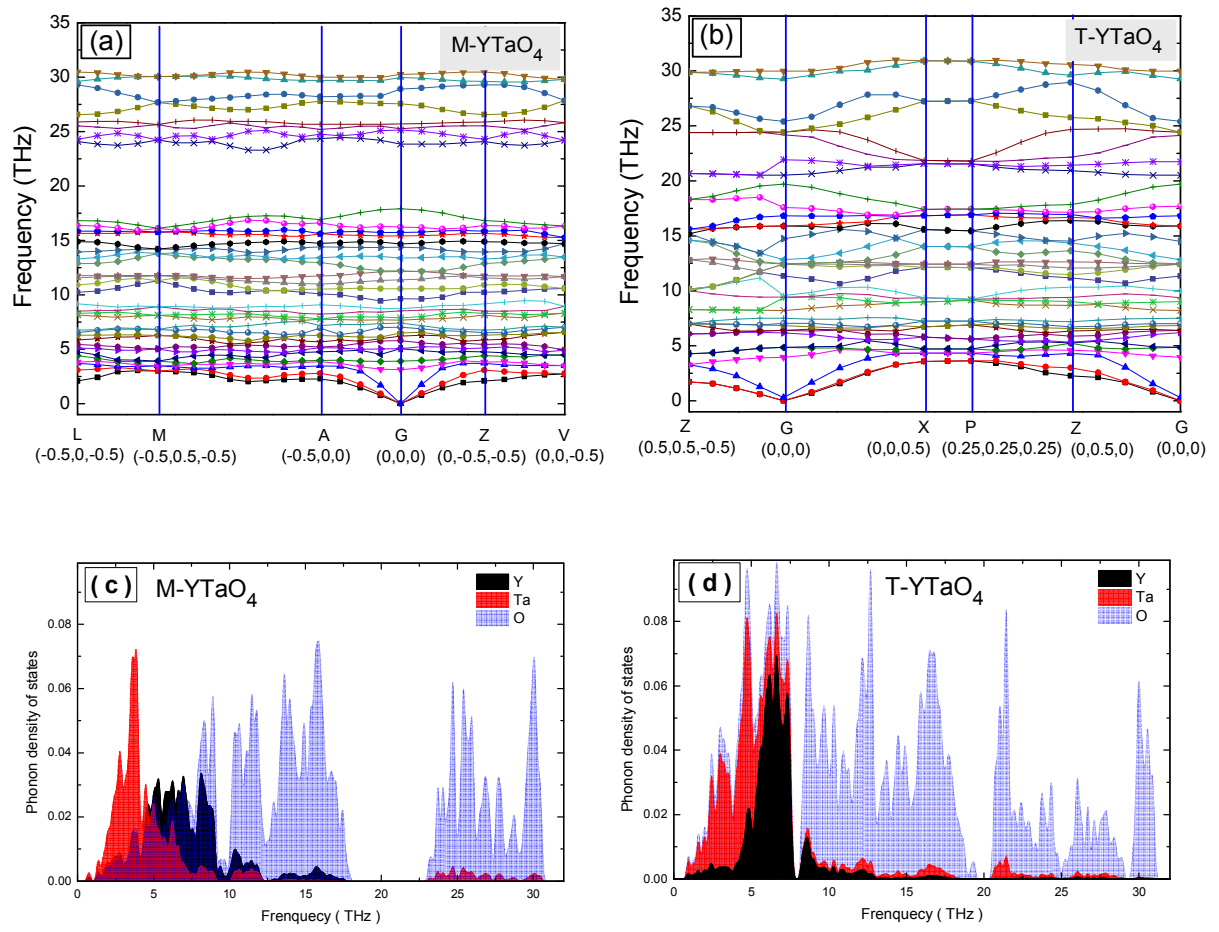 (a)
M-YTaO4
Frequency (THz)
35
30
25
20
15
10
5
0
L M A G Z V
(-0.5,0,-0.5) (-0.5,0.5,-0.5) (-0.5,0,0) (0,0,0) (0,-0.5,-0.5) (0,0,-0.5)
(b)
T-YTaO4
Frequency (THz)
35
30
25
20
15
10
5
0
Z G X P Z G
(0.5,0.5,-0.5) (0,0,0) (0,0,0.5) (0.25,0.25,0.25) (0,0.5,0) (0,0,0)
( c )
M-YTaO4
Y
Ta
O
Phonon density of states
0.08
0.06
0.04
0.02
0.00
0 5 10 15 20 25 30
Frenquecy ( THz )
( d )
T-YTaO4
Y
Ta
O
Phonon density of states
0.08
0.06
0.04
0.02
0.00
0 5 10 15 20 25 30
Frenquecy ( THz )